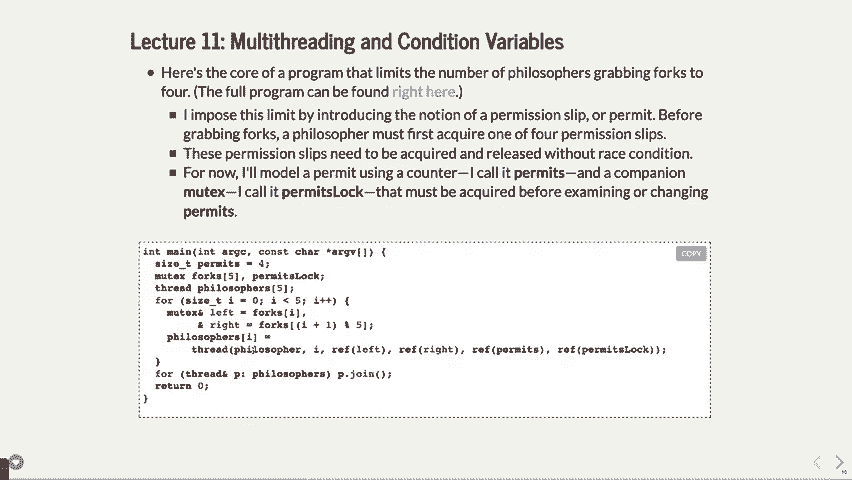 Lecture 11: Multithreading and Condition Variables
Here's the core of a program that limits the number of philosophers grabbing forks to
four. (The full program can be found right here.)
I impose this limit by introducing the notion of a permission slip, or permit. Before
grabbing forks, a philosopher must first acquire one of four permission slips.
These permission slips need to be acquired and released without race condition.
For now, I'll model a permit using a counter—I call it permits—and a companion
mutex—I call it permitsLock—that must be acquired before examining or changing
permits.
COPY
int main(int argc, const char *argv[]) {
size_t permits = 4;
mutex forks[5], permitsLock;
thread philosophers[5];
for (size_t i = 0; i < 5; i++) {
mutex& left = forks[i],
& right = forks[(i + 1) % 5];
philosophers[i] =
thread(philosopher, i, ref(left), ref(right), ref(permits), ref(permitsLock));
}
for (thread& p: philosophers) p.join();
return 0;
}